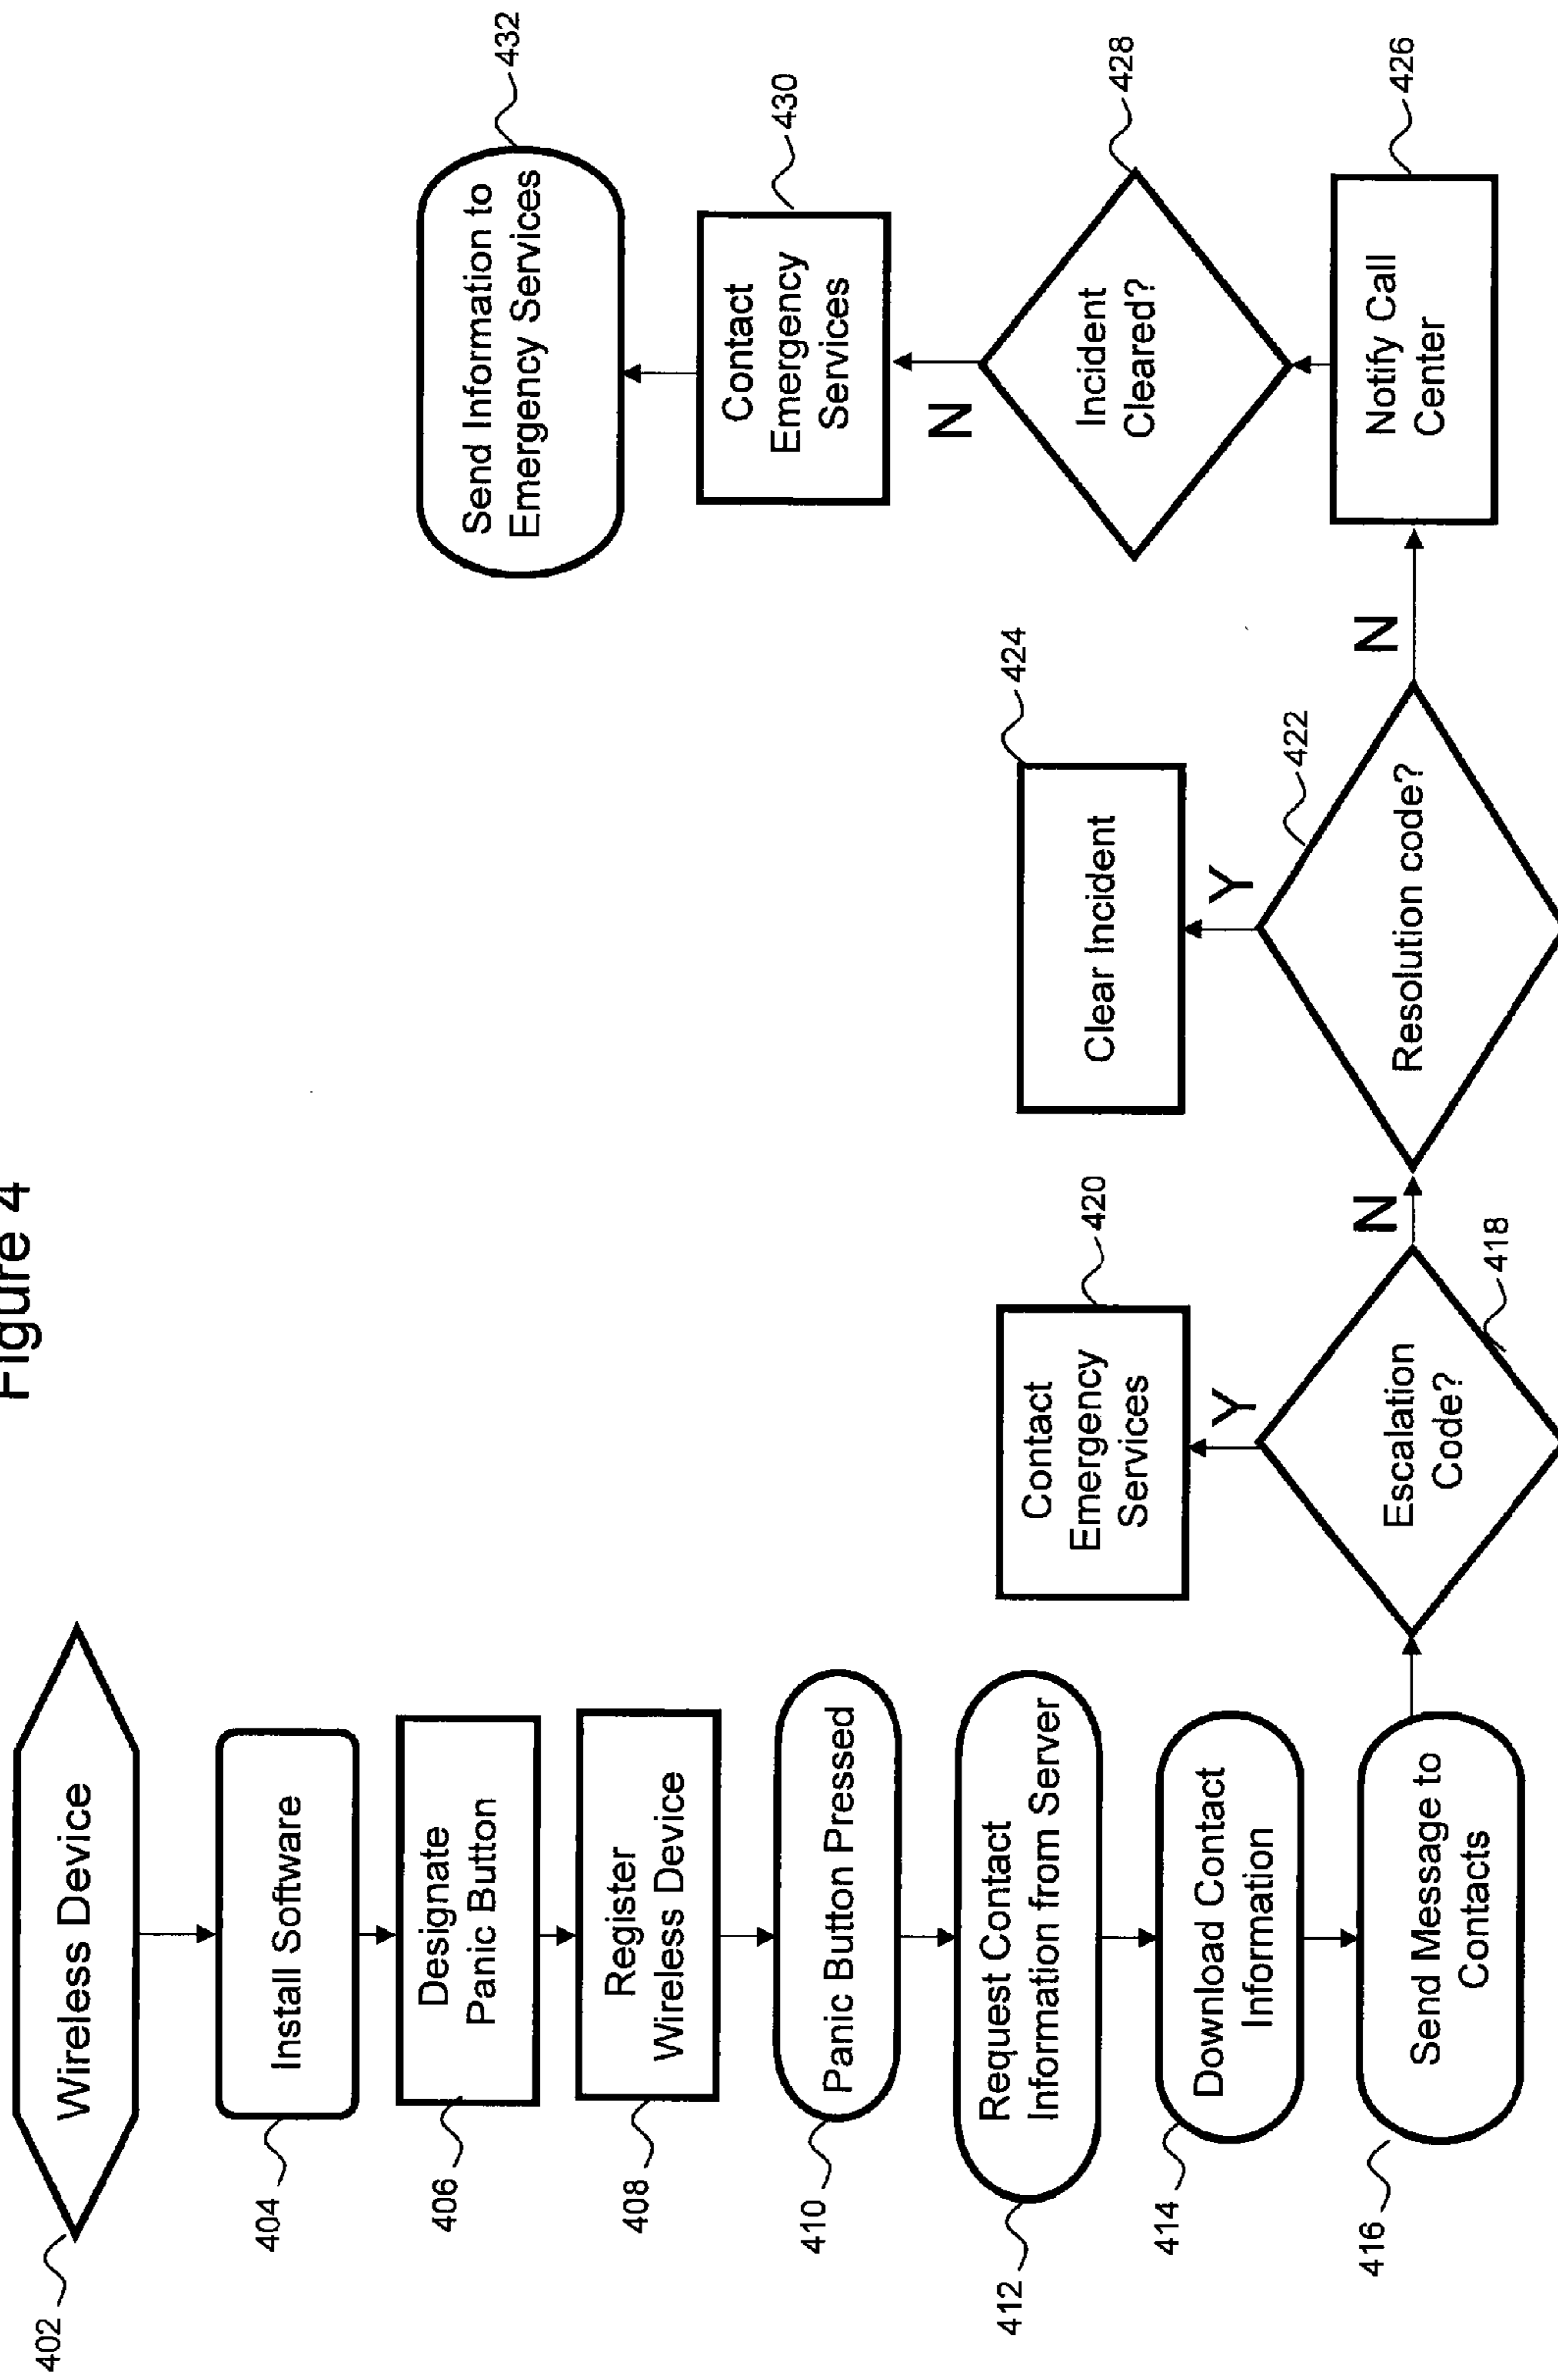 Figure 4
402
Wireless Device
404
Install Software
406
Designate
Panic Button
408
Register
Wireless Device
410
Panic Button Pressed
412
Request Contact
Information from Server
414
Download Contact
Information
416
Send Message to
Contacts
418
Escalation
Code?
Y
420
Contact
Emergency
Services
N
422
Resolution code?
Y
424
Clear Incident
N
426
Notify Call
Center
428
Incident
Cleared?
N
430
Contact
Emergency
Services
432
Send Information to
Emergency Services